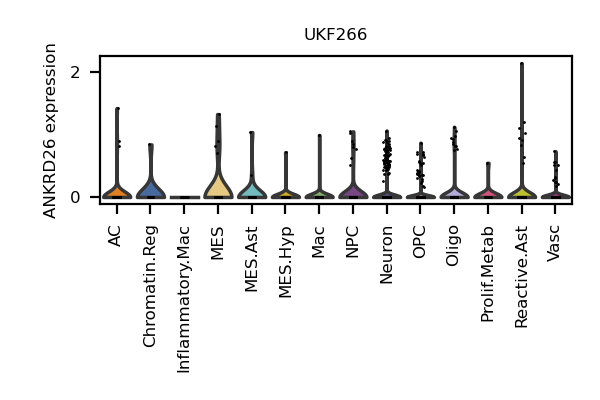 UKF266
ANKRD26 expression
2
0
AC
Chromatin.Reg
Inflammatory.Mac
MES
MES.Ast
MES.Hyp
Mac
NPC
Neuron
OPC
Oligo
Prolif.Metab
Reactive.Ast
Vasc